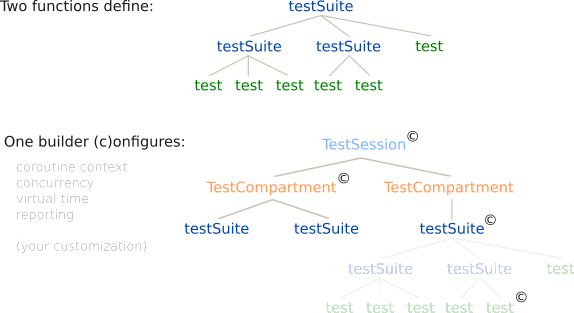 Two functions define:
testSuite
testSuite testSuite test
test test test test test
One builder (c)onfigures:
TestSession ©
coroutine context
concurrency
virtual time
reporting
(your customization)
TestCompartment © TestCompartment
testSuite testSuite testSuite ©
testSuite testSuite test
test test test test test ©